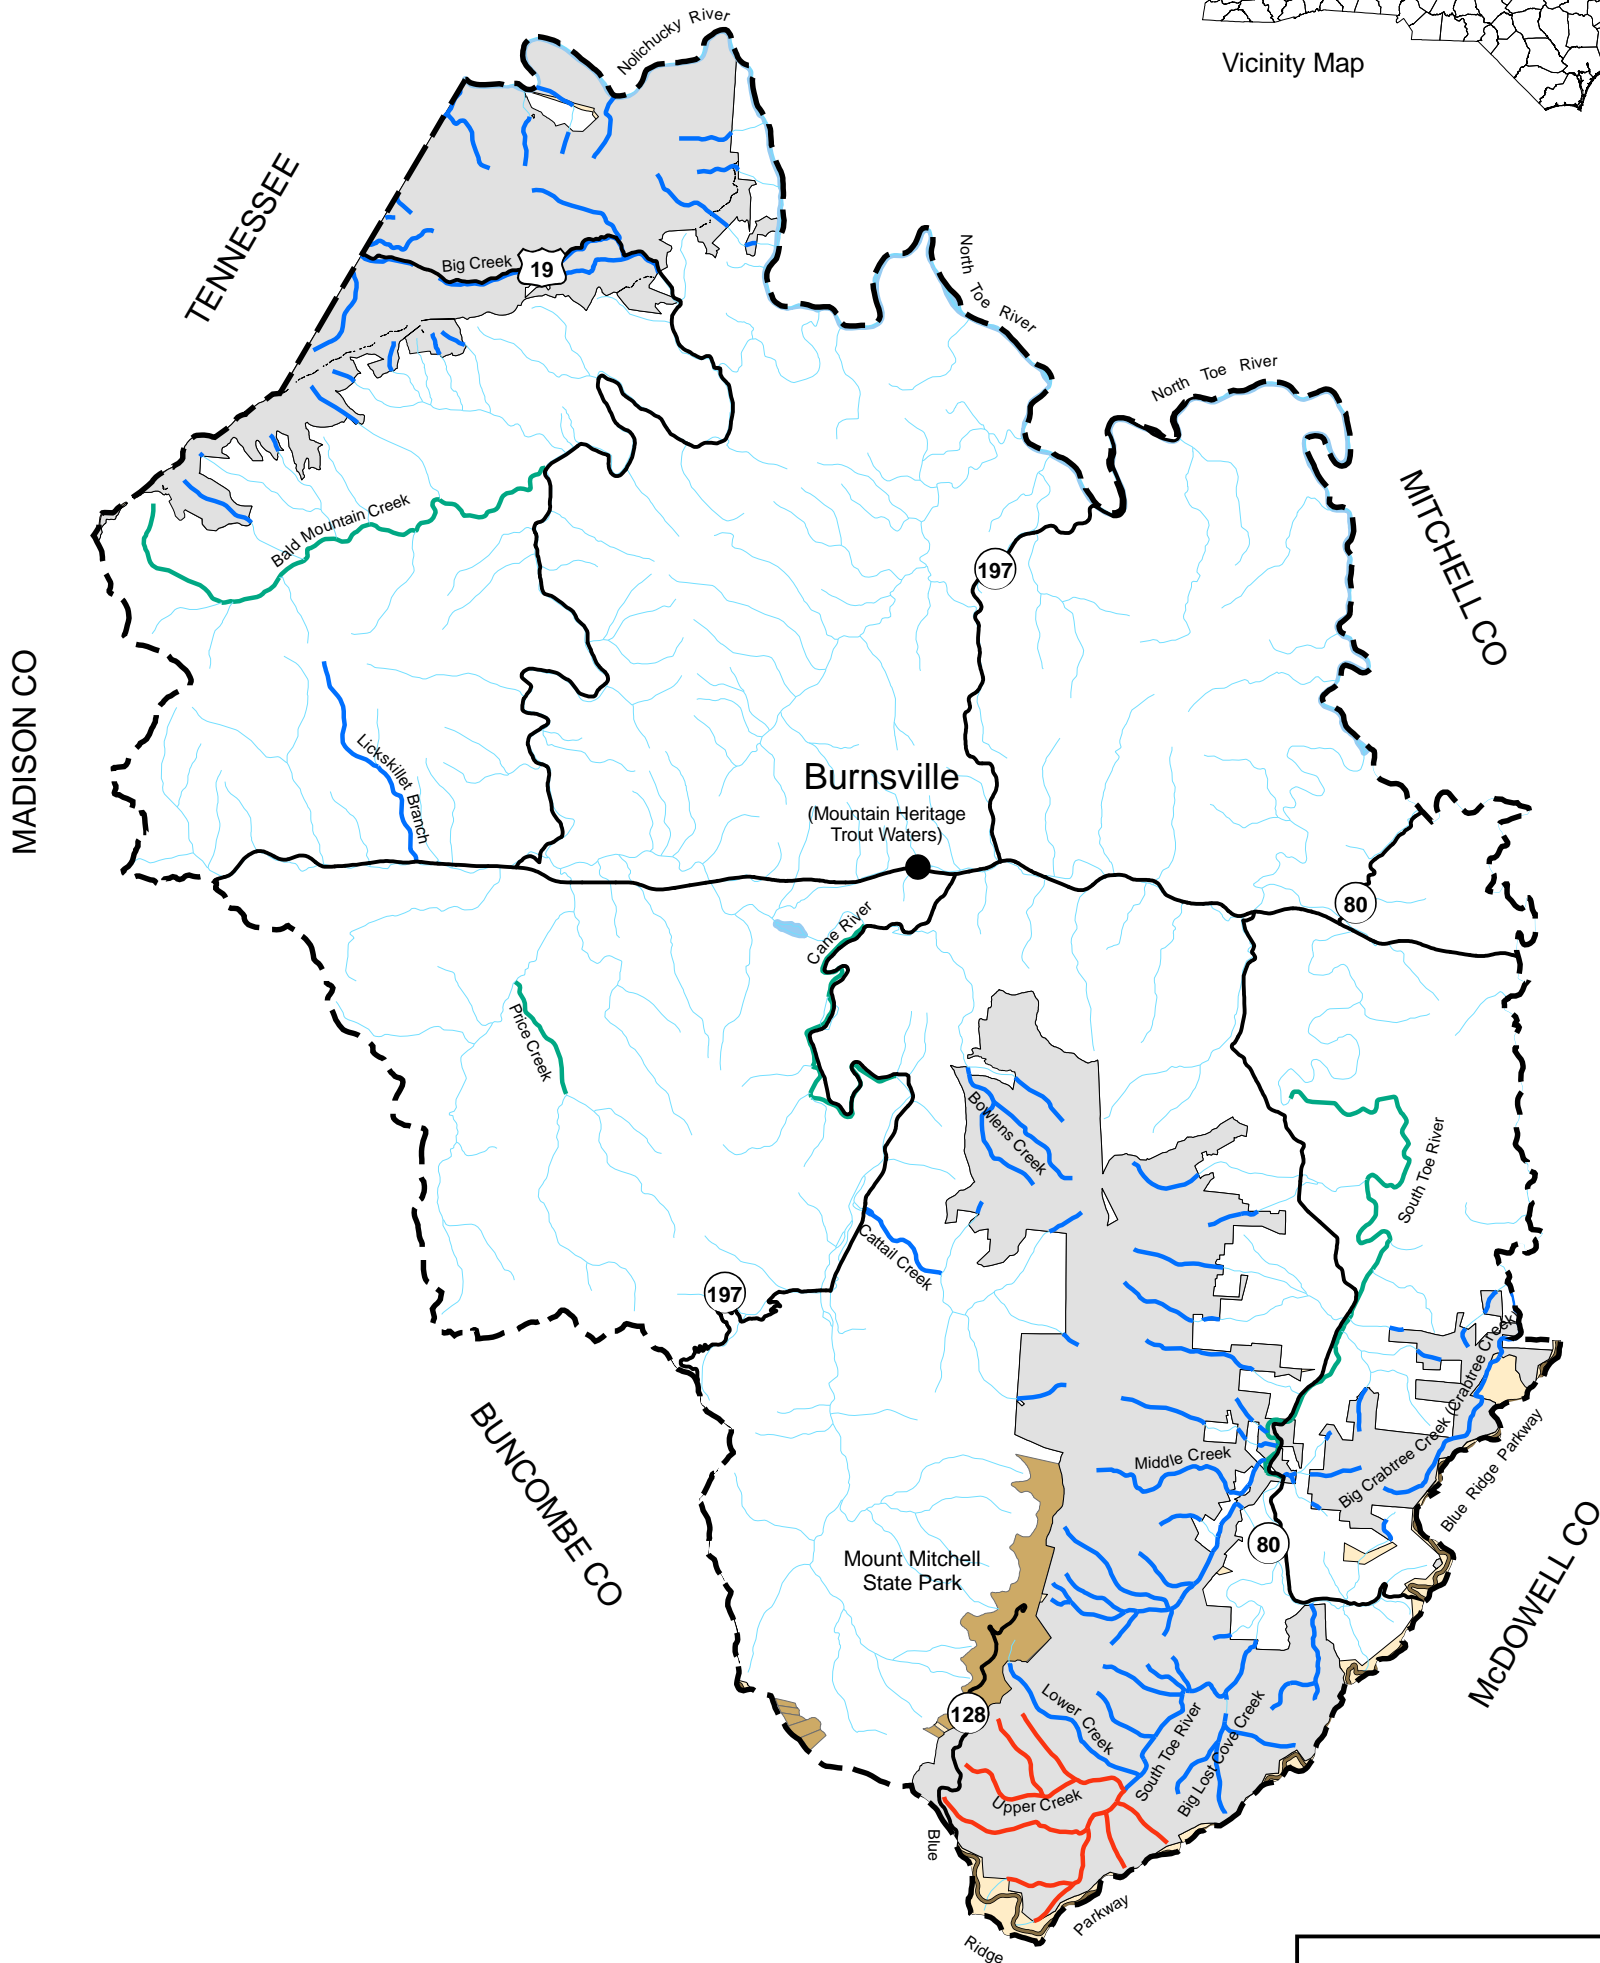 Nolichucky River
Vicinity Map
TENNESSEE
Big Creek
19
North Toe River
North Toe River
Bald Mountain Creek
MITCHELL CO
197
MADISON CO
Lickskillet Branch
Burnsville
(Mountain Heritage
Trout Waters)
80
Cane River
Price Creek
Bowlens Creek
South Toe River
Cattail Creek
197
Big Crabtree Creek (Crabtree Creek)
BUNCOMBE CO
Middle Creek
Blue Ridge Parkway
80
Mount Mitchell
State Park
McDOWELL CO
Lower Creek
128
South Toe River
Big Lost Cove Creek
Upper Creek
Blue
Ridge
Parkway